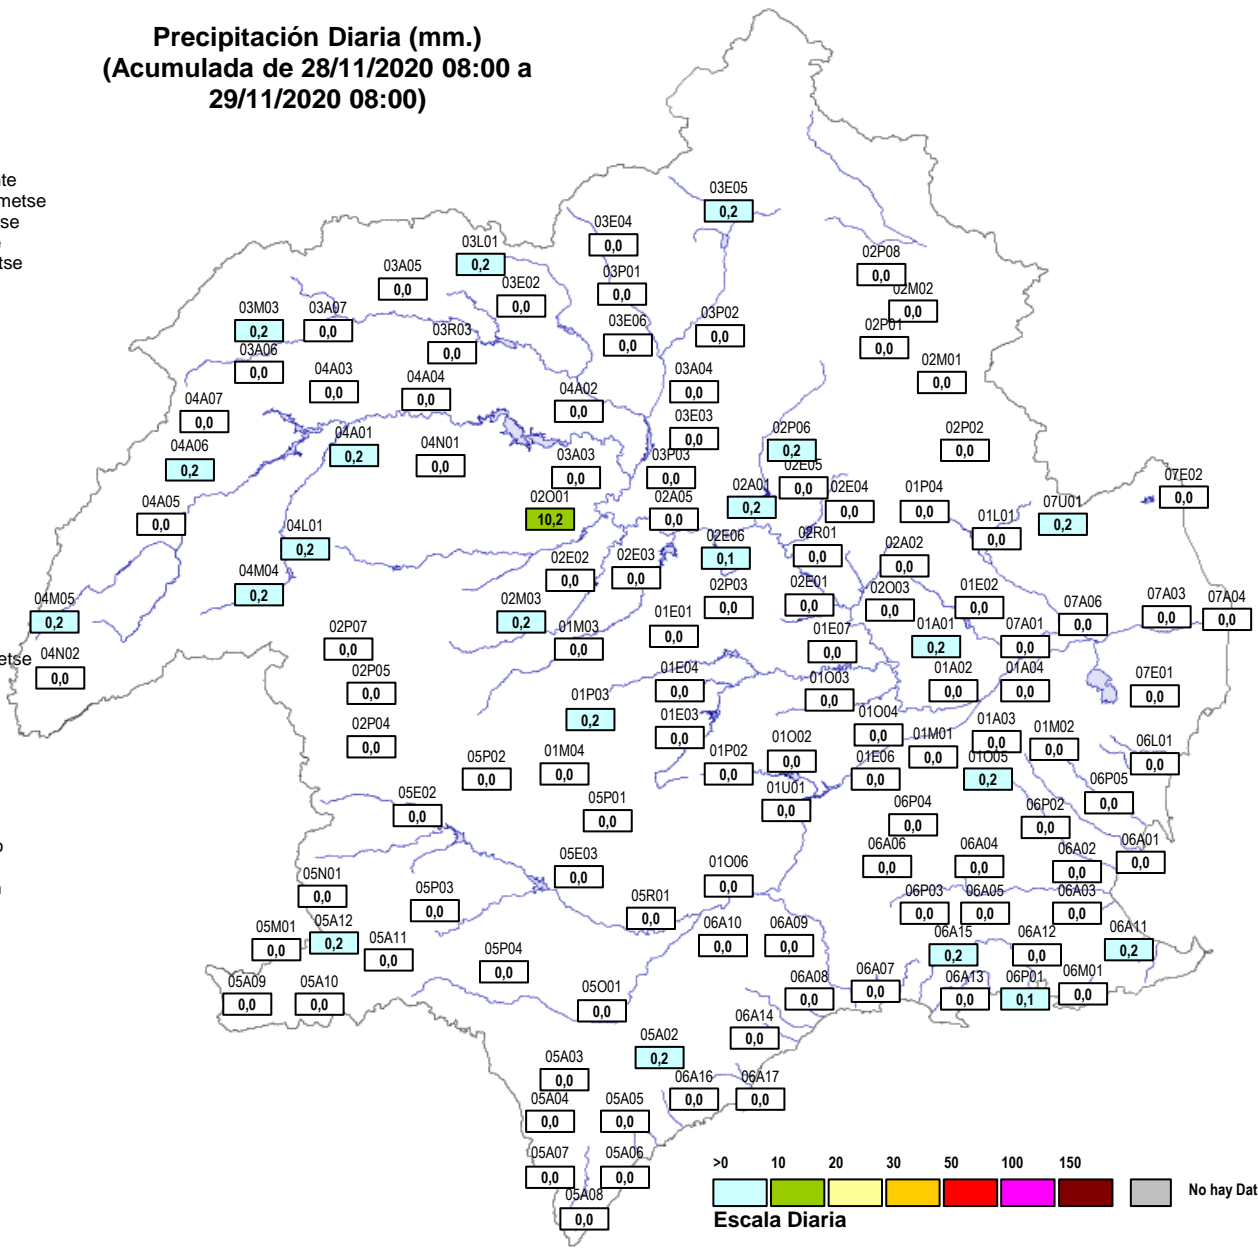 Precipitación Diaria (mm.)
(Acumulada de 28/11/2020 08:00 a
29/11/2020 08:00)
te
metse
se
tse
03E05
0,2
03E04
0,0
03L01
0,2
02P08
0,0
03A05
0,0
03P01
0,0
03E02
0,0
02M02
0,0
03M03
0,2
03A07
0,0
03P02
0,0
03E06
0,0
02P01
0,0
03R03
0,0
03A06
0,0
02M01
0,0
04A03
0,0
04A04
0,0
03A04
0,0
04A02
0,0
04A07
0,0
03E03
0,0
04A01
0,2
02P06
0,2
02P02
0,0
04A06
0,2
04N01
0,0
03A03
0,0
03P03
0,0
02E05
0,0
07E02
0,0
02A01
0,2
02E04
0,0
01P04
0,0
04A05
0,0
02O01
10,2
02A05
0,0
07U01
0,2
01L01
0,0
04L01
0,2
02E06
0,1
02R01
0,0
02A02
0,0
02E03
0,0
02E02
0,0
04M04
0,2
02P03
0,0
02E01
0,0
02O03
0,0
01E02
0,0
07A03
0,0
07A04
0,0
04M05
0,2
02M03
0,2
01E01
0,0
07A06
0,0
02P07
0,0
01M03
0,0
01E07
0,0
01A01
0,2
07A01
0,0
etse
04N02
0,0
02P05
0,0
01E04
0,0
01O03
0,0
01A02
0,0
01A04
0,0
07E01
0,0
01P03
0,2
01E03
0,0
02P04
0,0
01O04
0,0
01A03
0,0
01M02
0,0
01M01
0,0
01O02
0,0
06L01
0,0
05P02
0,0
01M04
0,0
01P02
0,0
01E06
0,0
01O05
0,2
05E02
0,0
05P01
0,0
01U01
0,0
06P05
0,0
06P04
0,0
06P02
0,0
o
05E03
0,0
06A06
0,0
06A04
0,0
06A02
0,0
06A01
0,0
05N01
0,0
01O06
0,0
05P03
0,0
05R01
0,0
06P03
0,0
06A05
0,0
06A03
0,0
05M01
0,0
05A12
0,2
05A11
0,0
06A10
0,0
06A09
0,0
06A15
0,2
06A12
0,0
06A11
0,2
05P04
0,0
05A09
0,0
05A10
0,0
05O01
0,0
06A08
0,0
06A07
0,0
06A13
0,0
06P01
0,1
06M01
0,0
05A02
0,2
06A14
0,0
05A03
0,0
06A16
0,0
06A17
0,0
05A04
0,0
05A05
0,0
05A07
0,0
05A06
0,0
05A08
0,0
>0 10 20 30 50 100 150
No hay Dat
Escala Diaria